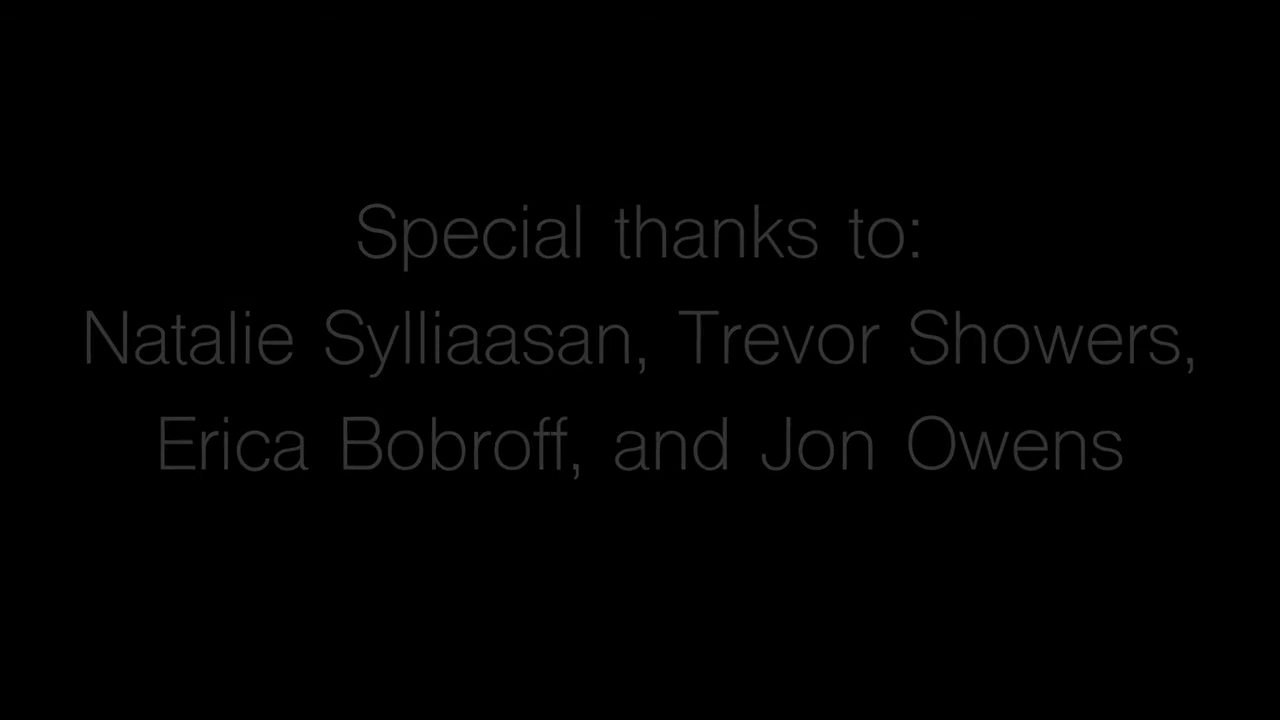 Special thanks to:
Natalie Sylliaasan, Trevor Showers,
Erica Bobroff, and Jon Owens